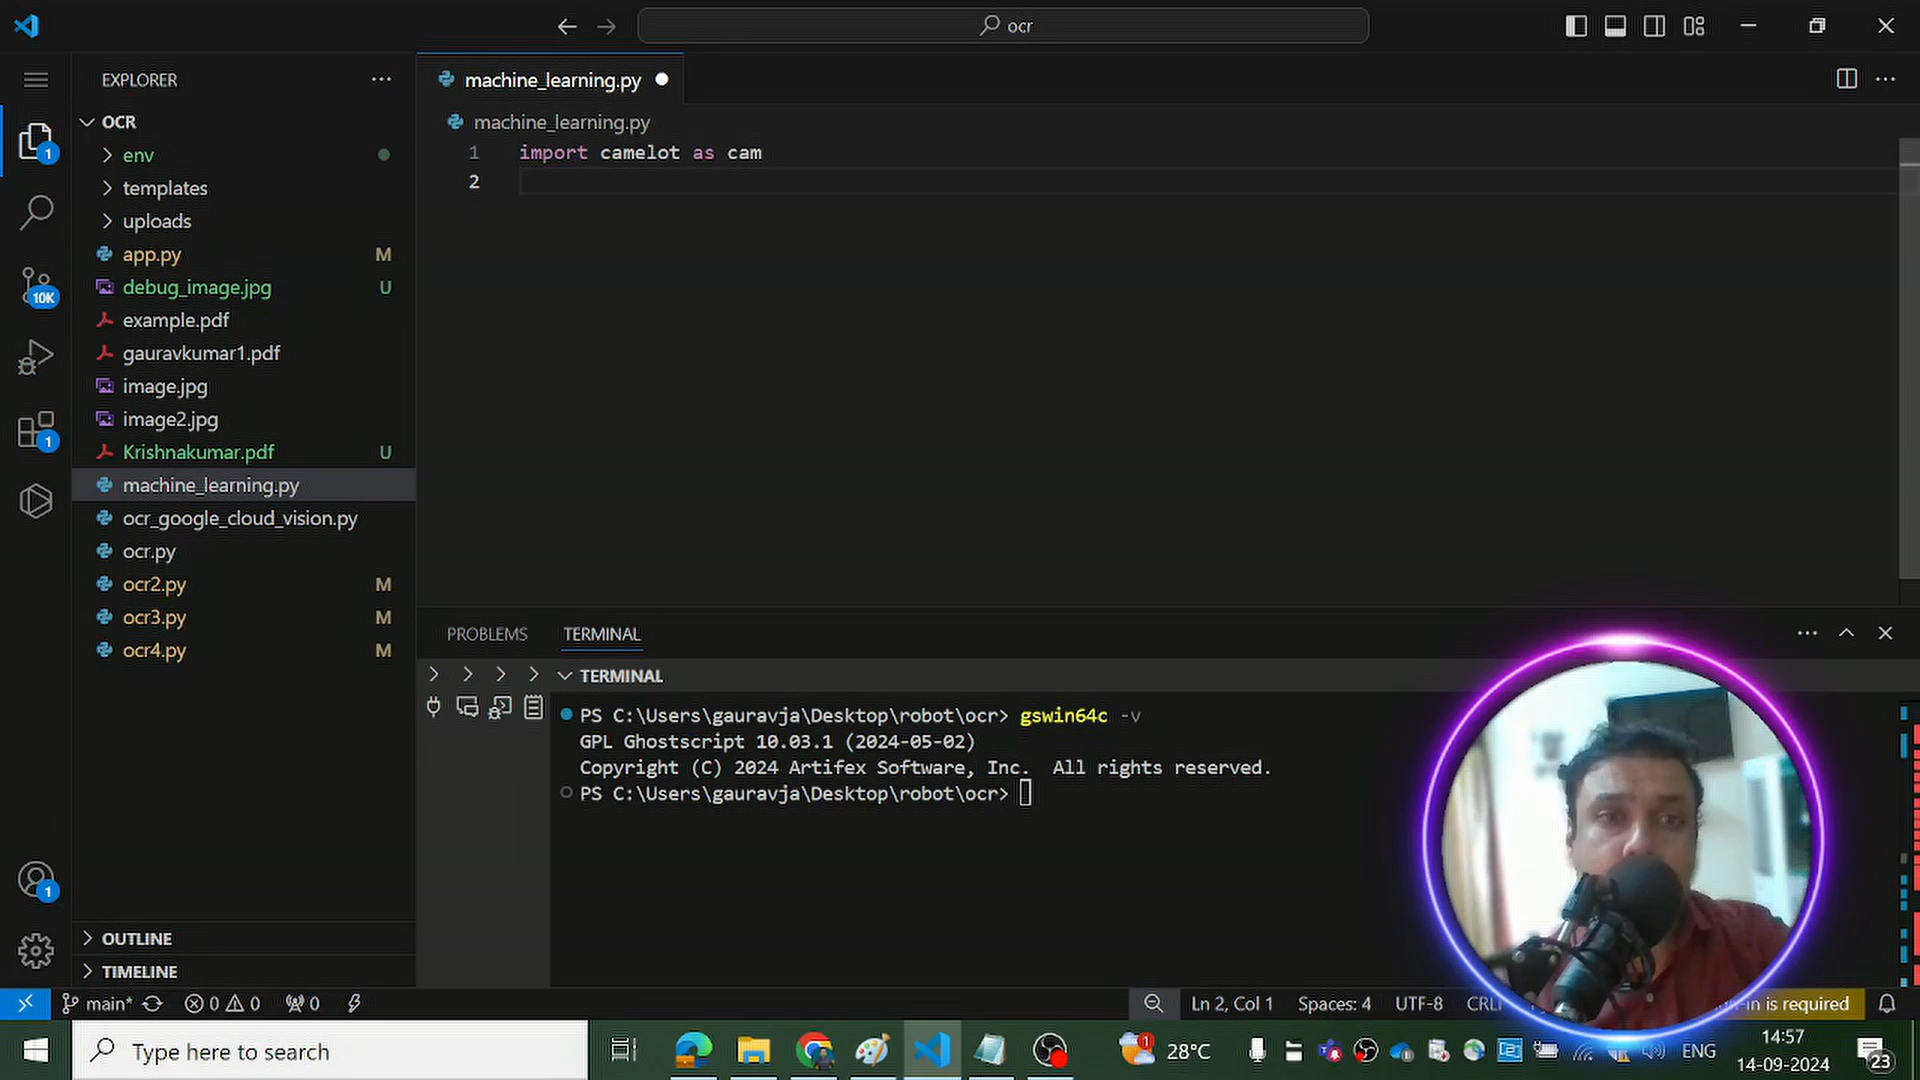 ocr
EXPLORER
machine_learning.py
OCR
machine_learning.py
env
1 import camelot as cam
templates
2
uploads
app.py M
debug_image.jpg U
example.pdf
gauravkumar1.pdf
image.jpg
image2.jpg
Krishnakumar.pdf U
machine_learning.py
ocr_google_cloud_vision.py
ocr.py
ocr2.py M
ocr3.py M
ocr4.py M
1
10K
1
1
OUTLINE
TIMELINE
PROBLEMS TERMINAL
TERMINAL
PS C:\Users\gauravja\Desktop\robot\ocr> gswin64c -v
GPL Ghostscript 10.03.1 (2024-05-02)
Copyright (C) 2024 Artifex Software, Inc. All rights reserved.
PS C:\Users\gauravja\Desktop\robot\ocr>
main* 0 0 0 Ln 2, Col 1 Spaces: 4 UTF-8 is required
Type here to search
1 28°C ENG
14:57
14-09-2024
23